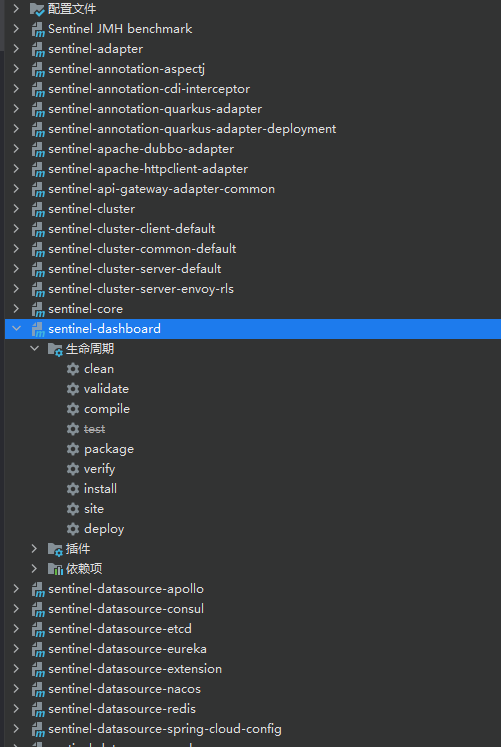 配置文件
Sentinel JMH benchmark
sentinel-adapter
sentinel-annotation-aspectj
sentinel-annotation-cdi-interceptor
sentinel-annotation-quarkus-adapter
sentinel-annotation-quarkus-adapter-deployment
sentinel-apache-dubbo-adapter
sentinel-apache-httpclient-adapter
sentinel-api-gateway-adapter-common
sentinel-cluster
sentinel-cluster-client-default
sentinel-cluster-common-default
sentinel-cluster-server-default
sentinel-cluster-server-envoy-rls
sentinel-core
sentinel-dashboard
生命周期
clean
validate
compile
test
package
verify
install
site
deploy
插件
依赖项
sentinel-datasource-apollo
sentinel-datasource-consul
sentinel-datasource-etcd
sentinel-datasource-eureka
sentinel-datasource-extension
sentinel-datasource-nacos
sentinel-datasource-redis
sentinel-datasource-spring-cloud-config